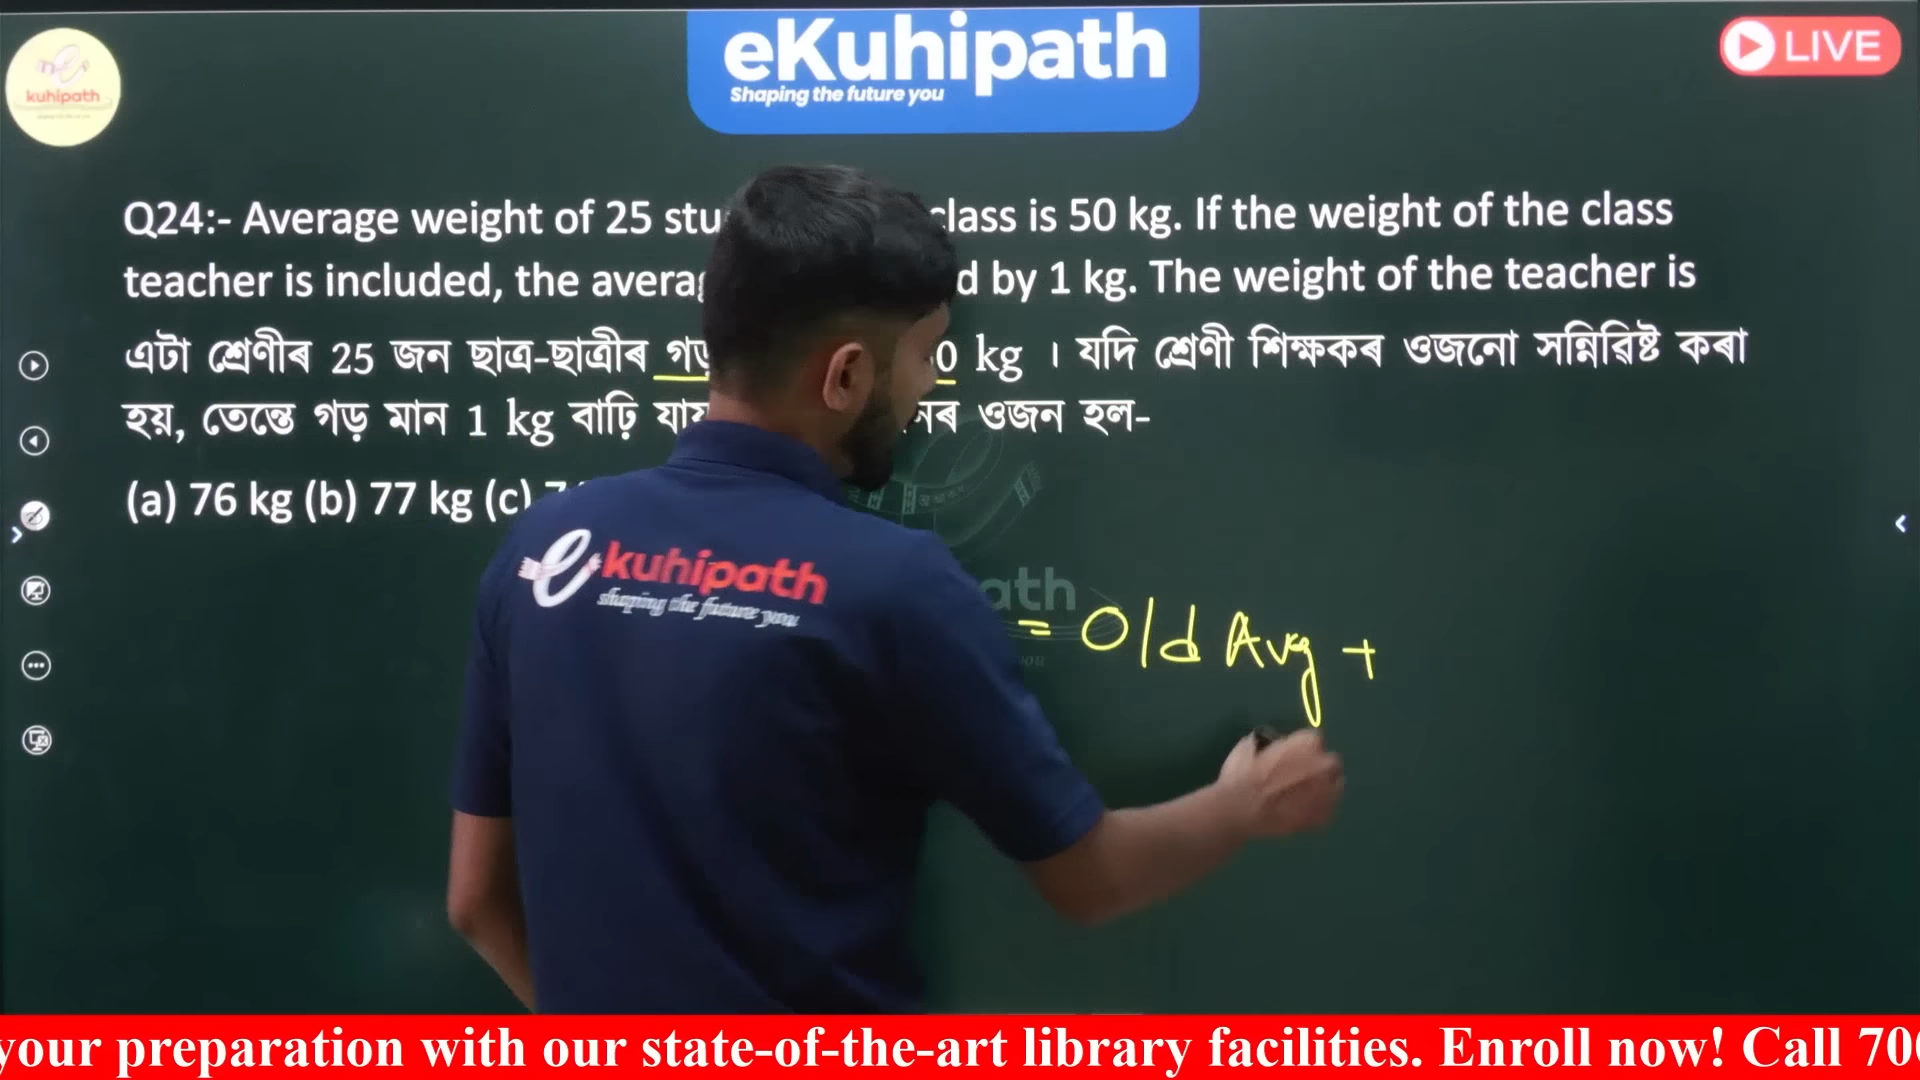 eKuhipath
Shaping the future you
LIVE
kuhipath
Q24:- Average weight of 25 class is 50 kg. If the weight of the class
teacher is included, the by 1 kg. The weight of the teacher is
এটা শ্ৰেণীৰ 25 জন ছাত্ৰ-ছাত্ৰীৰ kg । যদি শ্ৰেণী শিক্ষকৰ ওজনো সন্নিৱিষ্ট কৰা
হয়, তেন্তে গড় মান 1 kg বাঢ়ি ওজন হল-
(a) 76 kg (b) 77 kg (c)
kuhipath
shaping the future you
= Old Avg +
your preparation with our state-of-the-art library facilities. Enroll now! Call